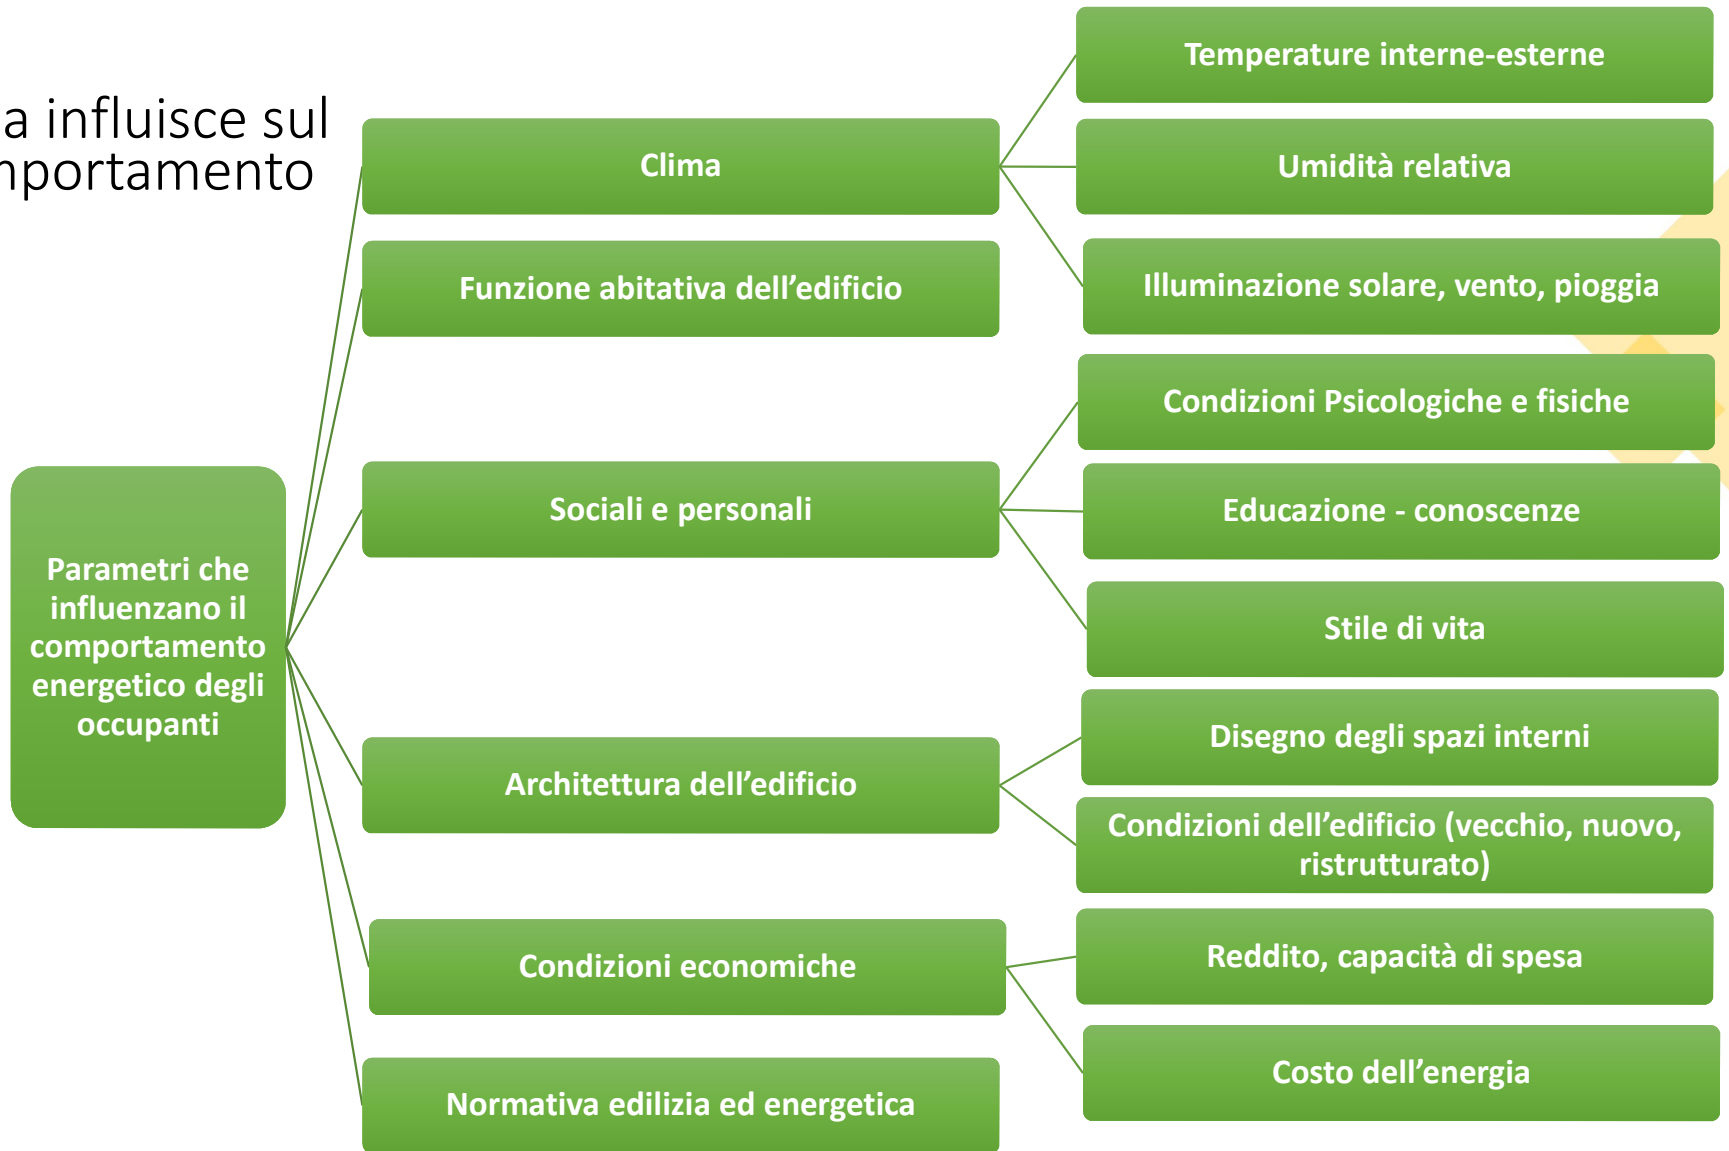 a influisce sul
mportamento
Parametri che
influenzano il
comportamento
energetico degli
occupanti
Clima
Temperature interne-esterne
Umidità relativa
Illuminazione solare, vento, pioggia
Funzione abitativa dell’edificio
Sociali e personali
Condizioni Psicologiche e fisiche
Educazione - conoscenze
Stile di vita
Architettura dell’edificio
Disegno degli spazi interni
Condizioni dell’edificio (vecchio, nuovo,
ristrutturato)
Condizioni economiche
Reddito, capacità di spesa
Costo dell’energia
Normativa edilizia ed energetica